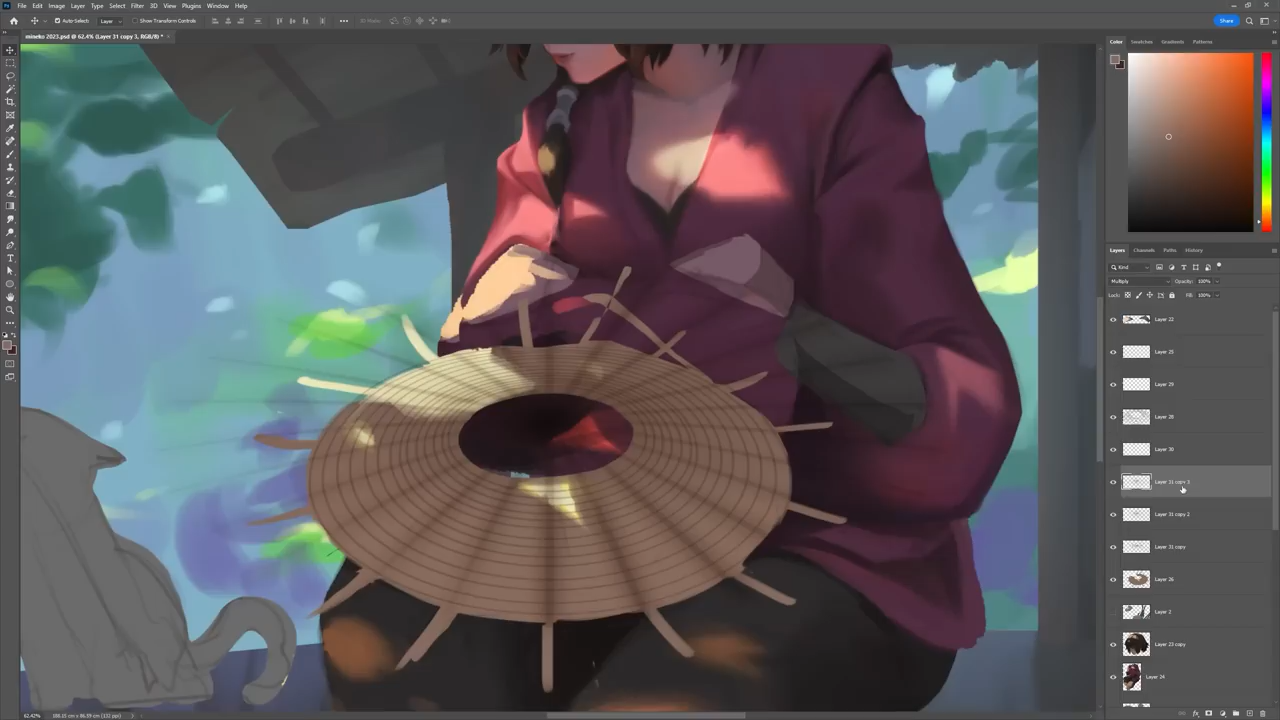 File Edit Image Layer Type Select Filter 3D View Plugins Window Help
Auto-Select: Layer Show Transform Controls 3D Mode: Share
mineko 2023.psd @ 62.4% (Layer 31 copy 3, RGB/8) * ×
Color Swatches Gradients Patterns
Layers Channels Paths History
Kind
Multiply Opacity: 100%
Lock: Fill: 100%
Layer 22
Layer 25
Layer 29
Layer 28
Layer 30
Layer 31 copy 3
Layer 31 copy 2
Layer 31 copy
Layer 26
Layer 2
Layer 23 copy
Layer 24